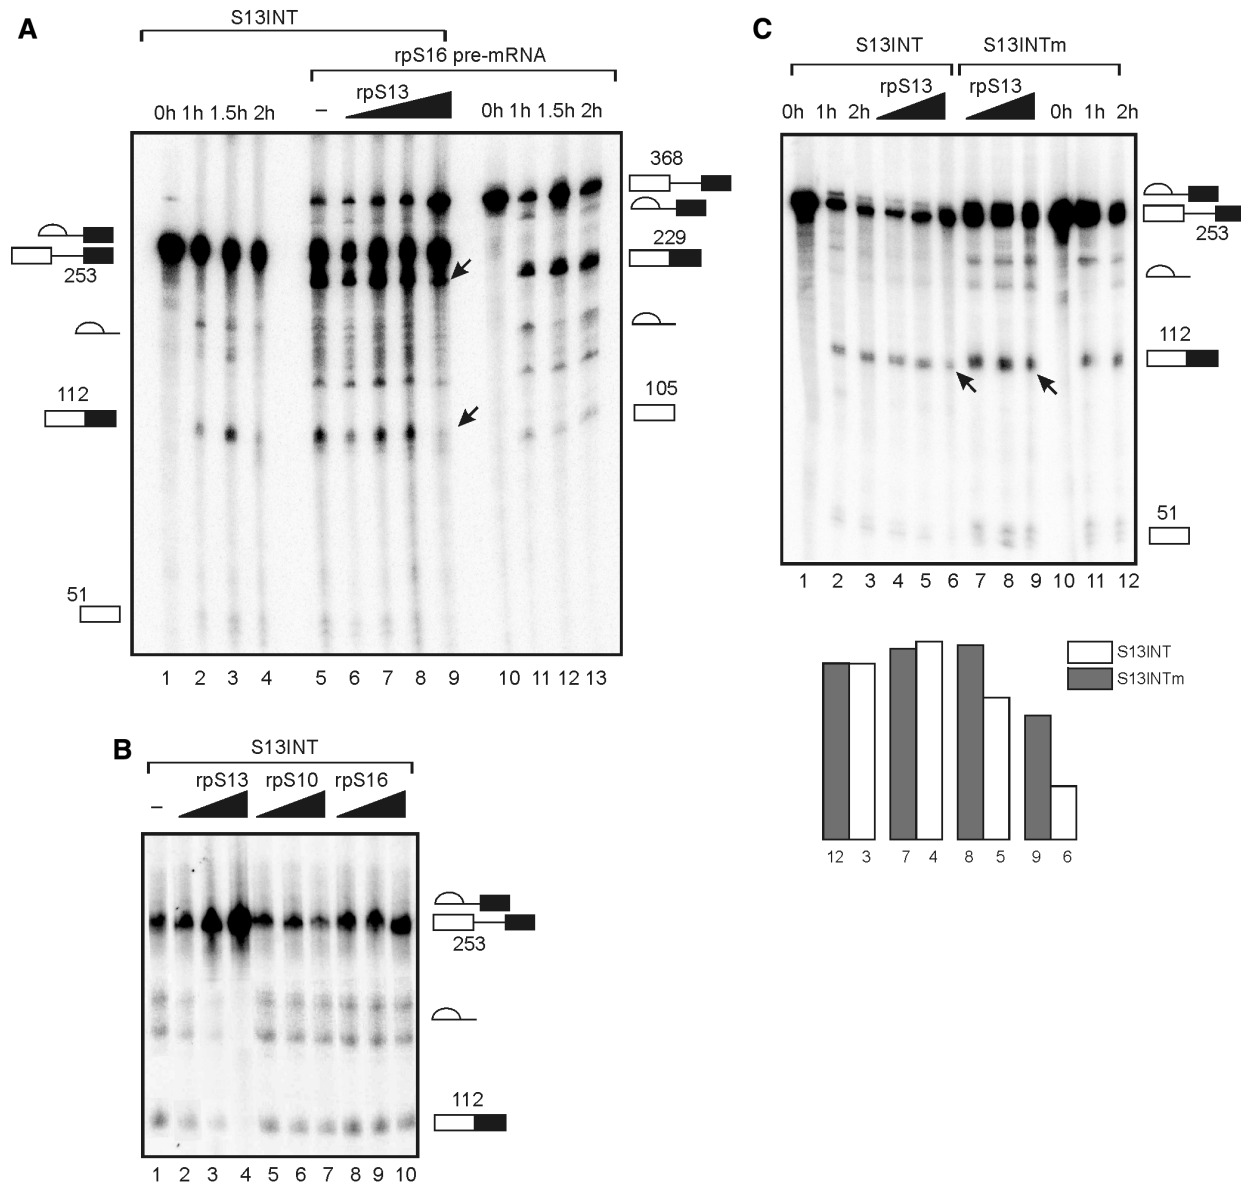 A
S13INT
rpS16 pre-mRNA
rpS13
0h 1h 1.5h 2h – 0h 1h 1.5h 2h
253
112
51
368
229
105
1 2 3 4 5 6 7 8 9 10 11 12 13
B
S13INT
rpS13 rpS10 rpS16
–
253
112
1 2 3 4 5 6 7 8 9 10
C
S13INT S13INTm
rpS13 rpS13
0h 1h 2h 0h 1h 2h
253
112
51
1 2 3 4 5 6 7 8 9 10 11 12
S13INT
S13INTm
12 3 7 4 8 5 9 6